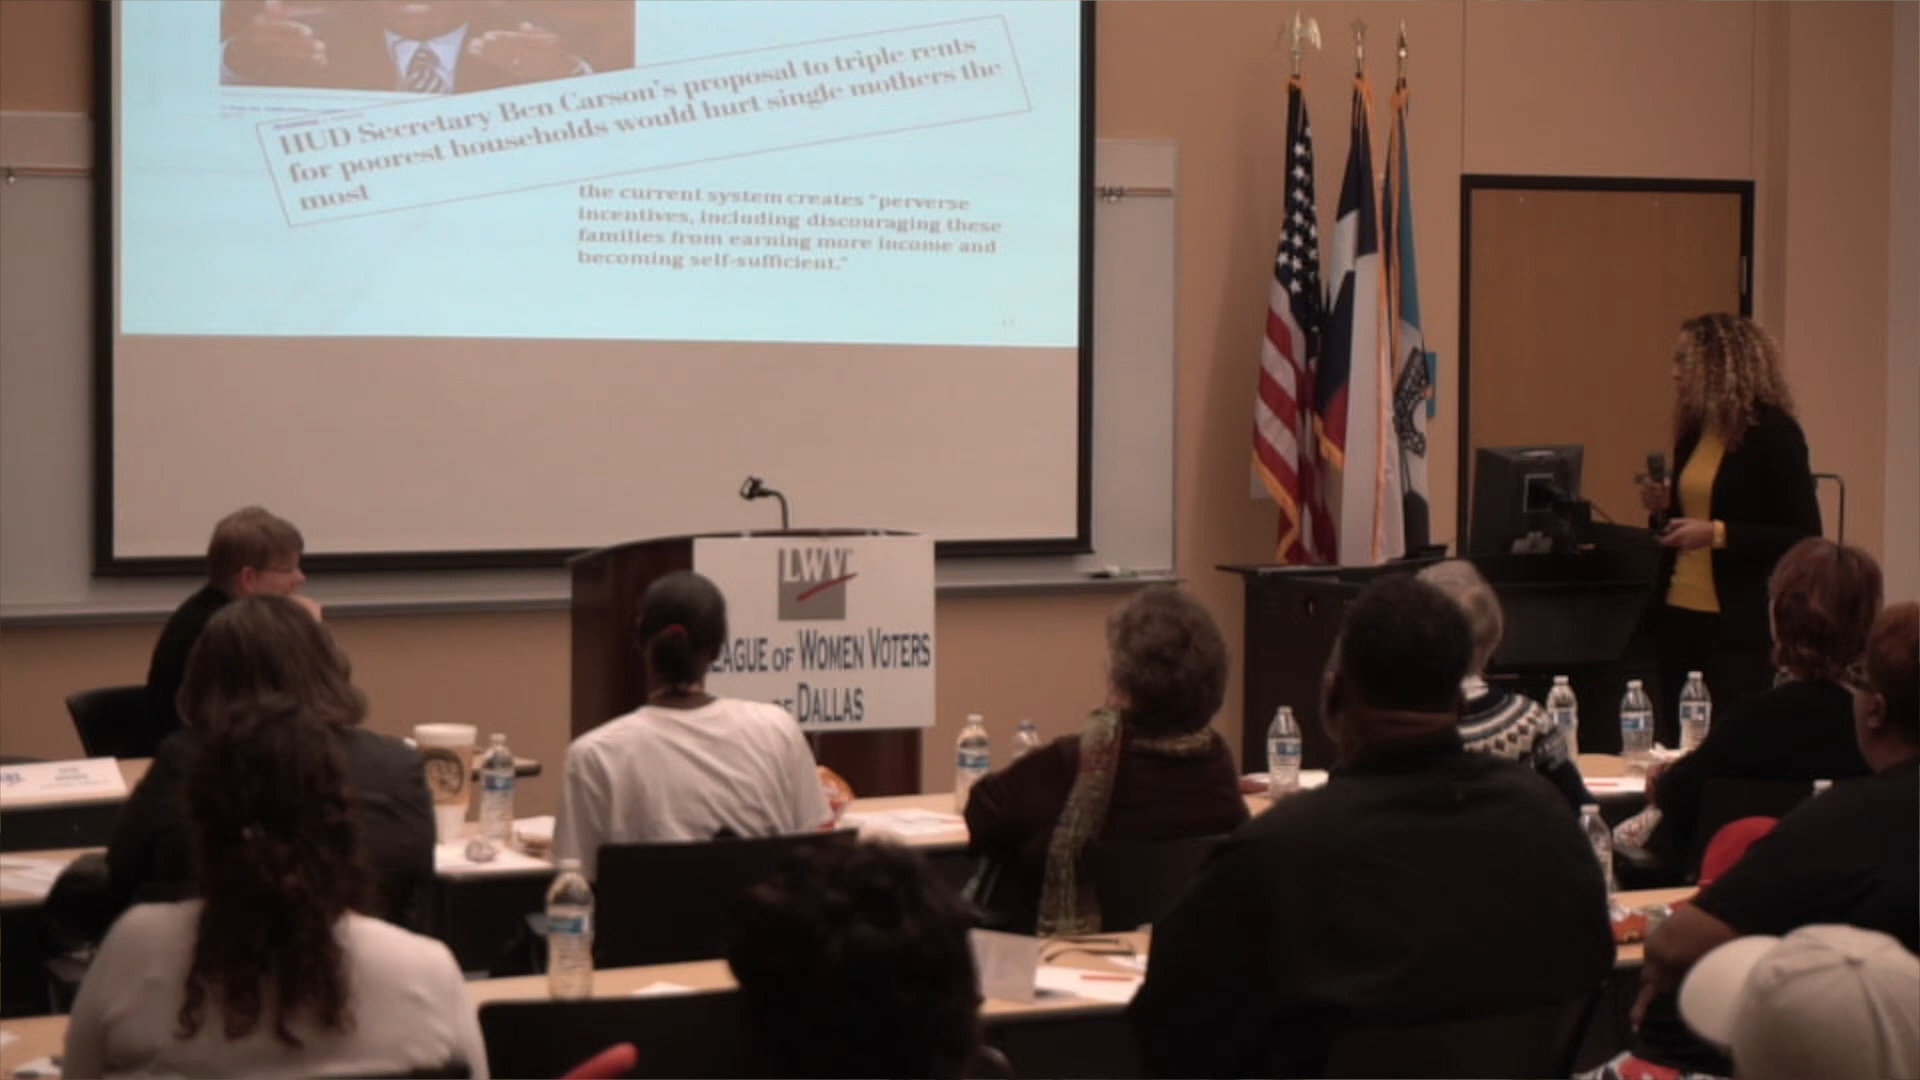 HUD Secretary Ben Carson's proposal to triple rents
for poorest households would hurt single mothers the
most
the current system creates "perverse
incentives, including discouraging these
families from earning more income and
becoming self-sufficient."
LWV
EAGUE OF WOMEN VOTERS
OF DALLAS